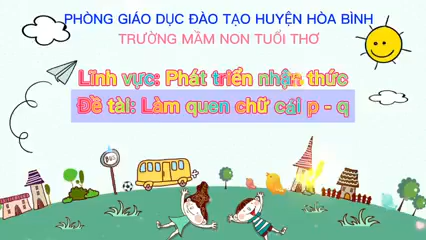 PHÒNG GIÁO DỤC ĐÀO TẠO HUYỆN HÒA BÌNH
TRƯỜNG MẦM NON TUỔI THƠ
Lĩnh vực: Phát triển nhận thức
Đề tài: Làm quen chữ cái p - q
BUS